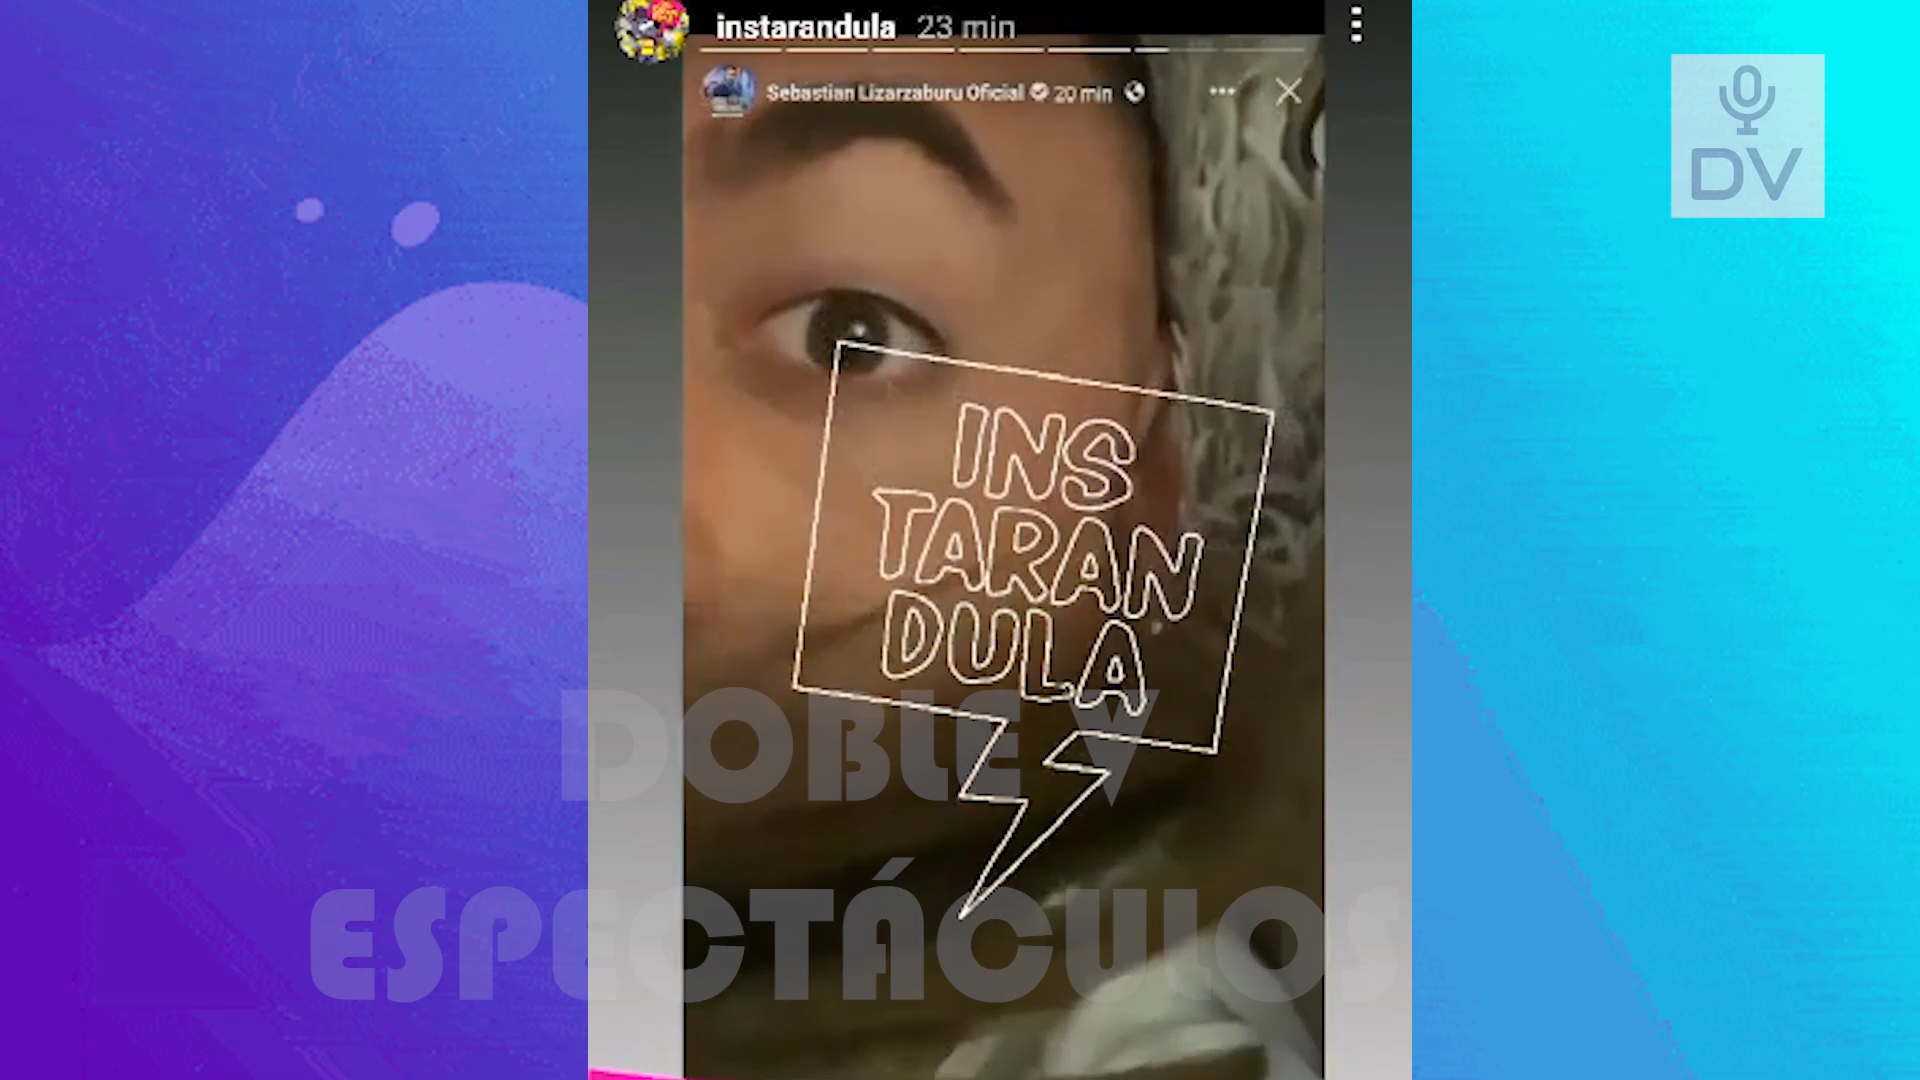 instarandula 23 min
Sebastian Lizarzaburu Oficial 20 min
DV
INS
TARAN
DULA
DOBLE V
ESPECTÁCULOS